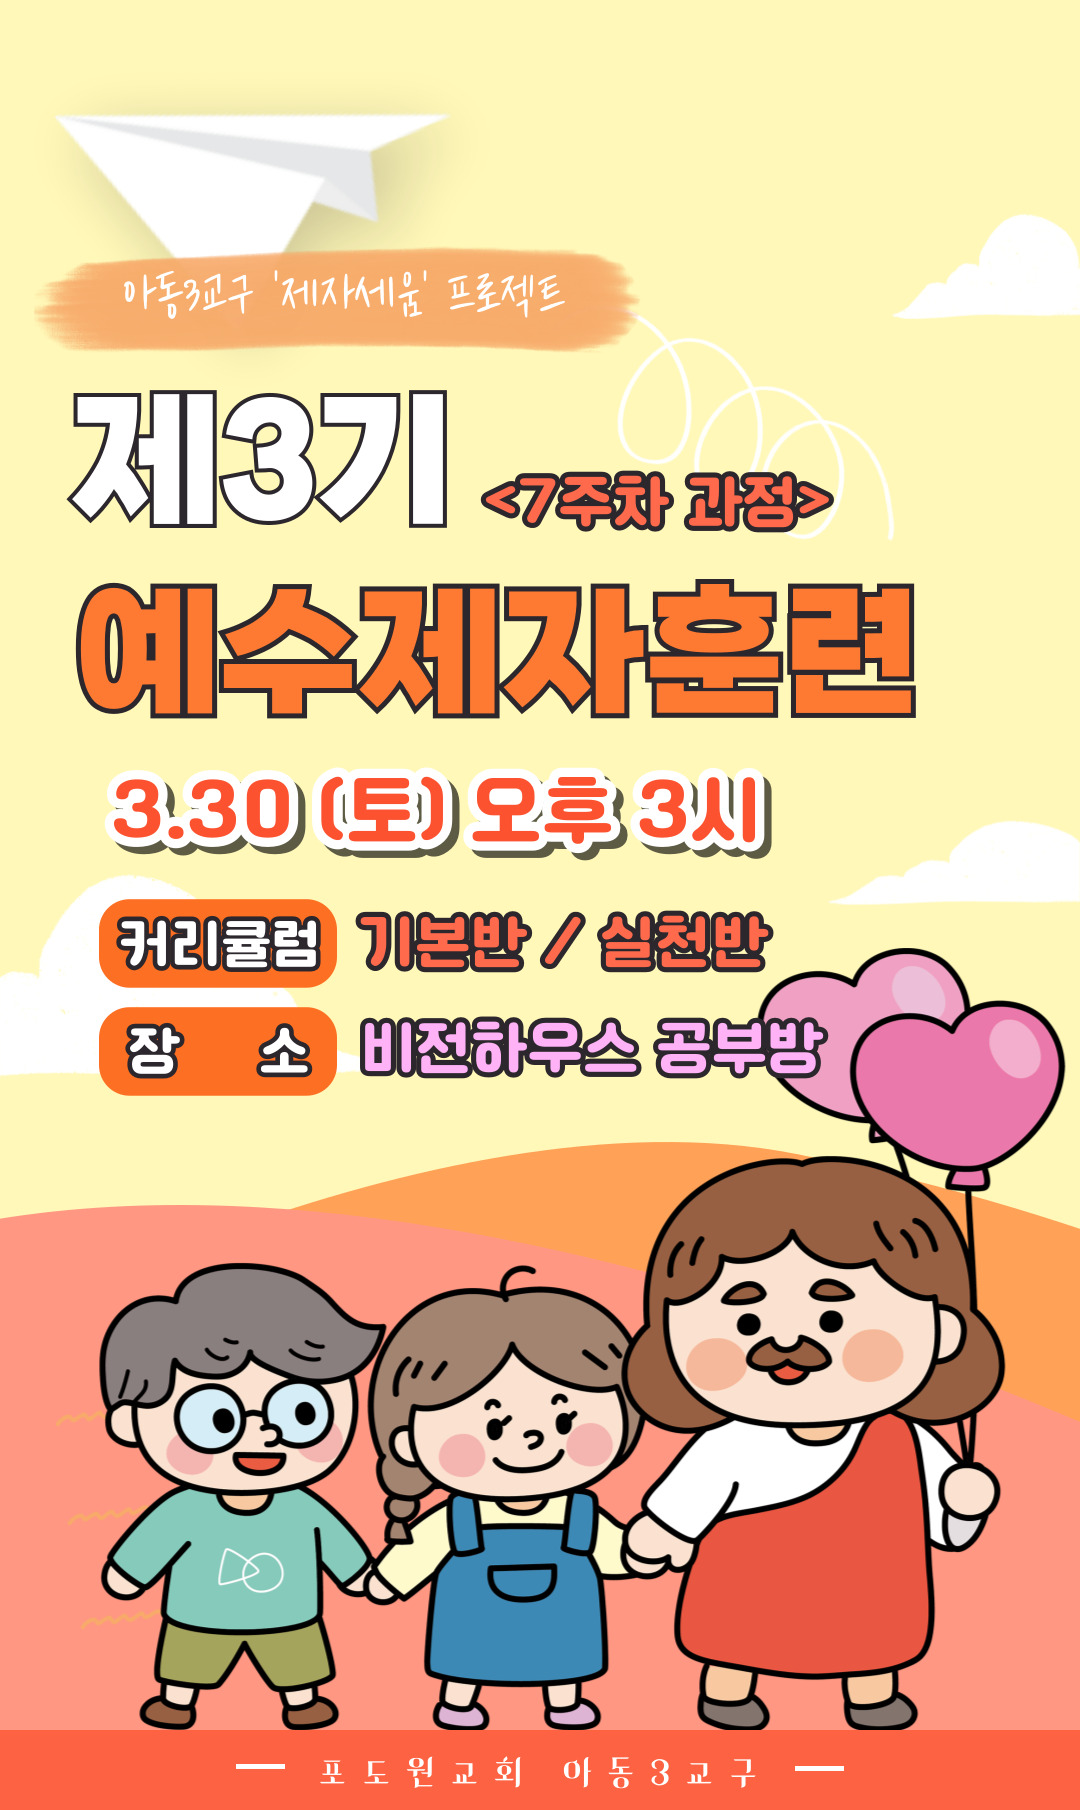 아동3교구 '제자세움' 프로젝트
제3기 <7주차 과정>
예수제자훈련
3.30 (토) 오후 3시
커리큘럼 기본반 / 실천반
장 소 비전하우스 공부방
포도원교회 아동3교구